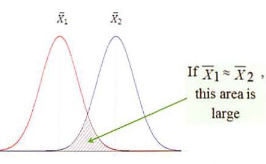 X̄₁ X̄₂
If X̄₁ ≈ X̄₂ ,
this area is
large